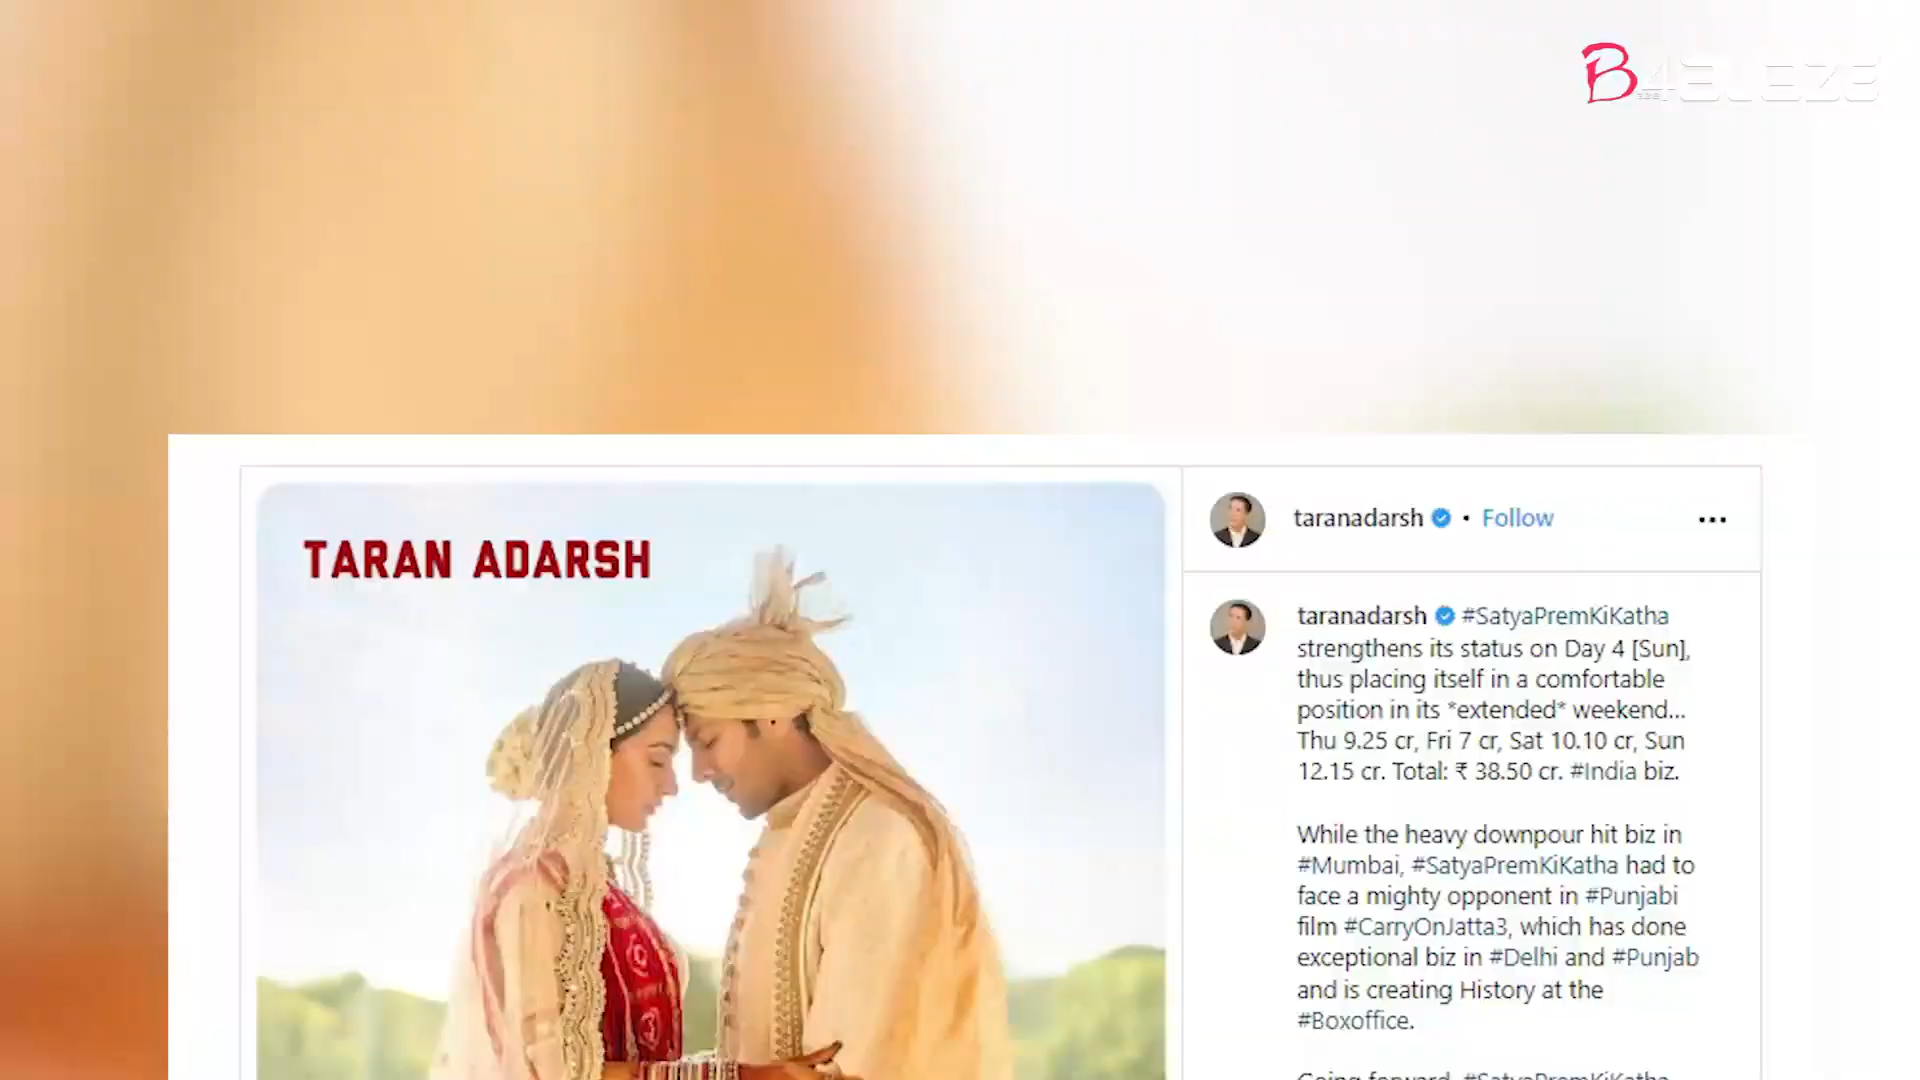 B4BLAZE
TARAN ADARSH
taranadarsh • Follow
taranadarsh #SatyaPremKiKatha
strengthens its status on Day 4 [Sun],
thus placing itself in a comfortable
position in its *extended* weekend...
Thu 9.25 cr, Fri 7 cr, Sat 10.10 cr, Sun
12.15 cr. Total: ₹ 38.50 cr. #India biz.
While the heavy downpour hit biz in
#Mumbai, #SatyaPremKiKatha had to
face a mighty opponent in #Punjabi
film #CarryOnJatta3, which has done
exceptional biz in #Delhi and #Punjab
and is creating History at the
#Boxoffice.
Going forward, #SatyaPremKiKatha